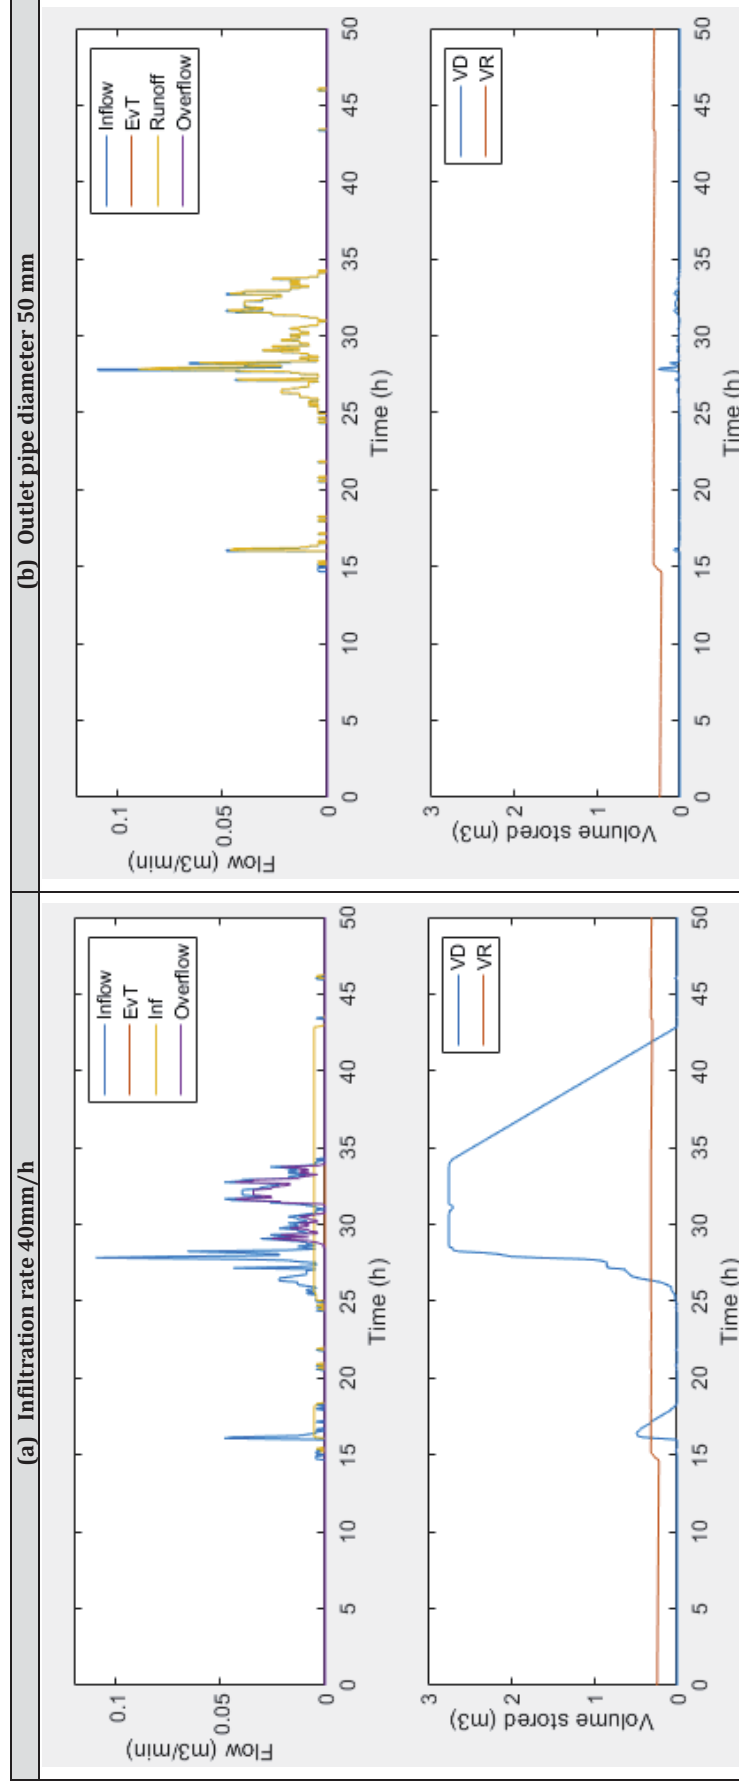 (a) Infiltration rate 40mm/h
Flow (m3/min)
0.1
0.05
0
Inflow
EvT
Inf
Overflow
0 5 10 15 20 25 30 35 40 45 50
Time (h)
Volume stored (m3)
3
2
1
0
VD
VR
0 5 10 15 20 25 30 35 40 45 50
Time (h)
(b) Outlet pipe diameter 50 mm
Flow (m3/min)
0.1
0.05
0
Inflow
EvT
Runoff
Overflow
0 5 10 15 20 25 30 35 40 45 50
Time (h)
Volume stored (m3)
3
2
1
0
VD
VR
0 5 10 15 20 25 30 35 40 45 50
Time (h)